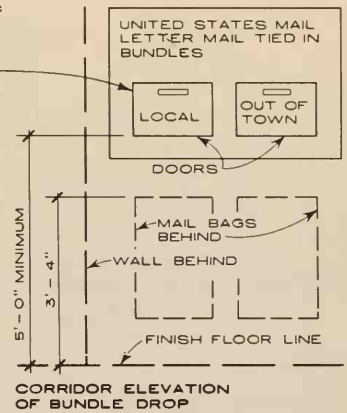 UNITED STATES MAIL
LETTER MAIL TIED IN
BUNDLES
LOCAL
OUT OF
TOWN
DOORS
MAIL BAGS
BEHIND
WALL BEHIND
5'-0" MINIMUM
3'-4"
FINISH FLOOR LINE
CORRIDOR ELEVATION
OF BUNDLE DROP